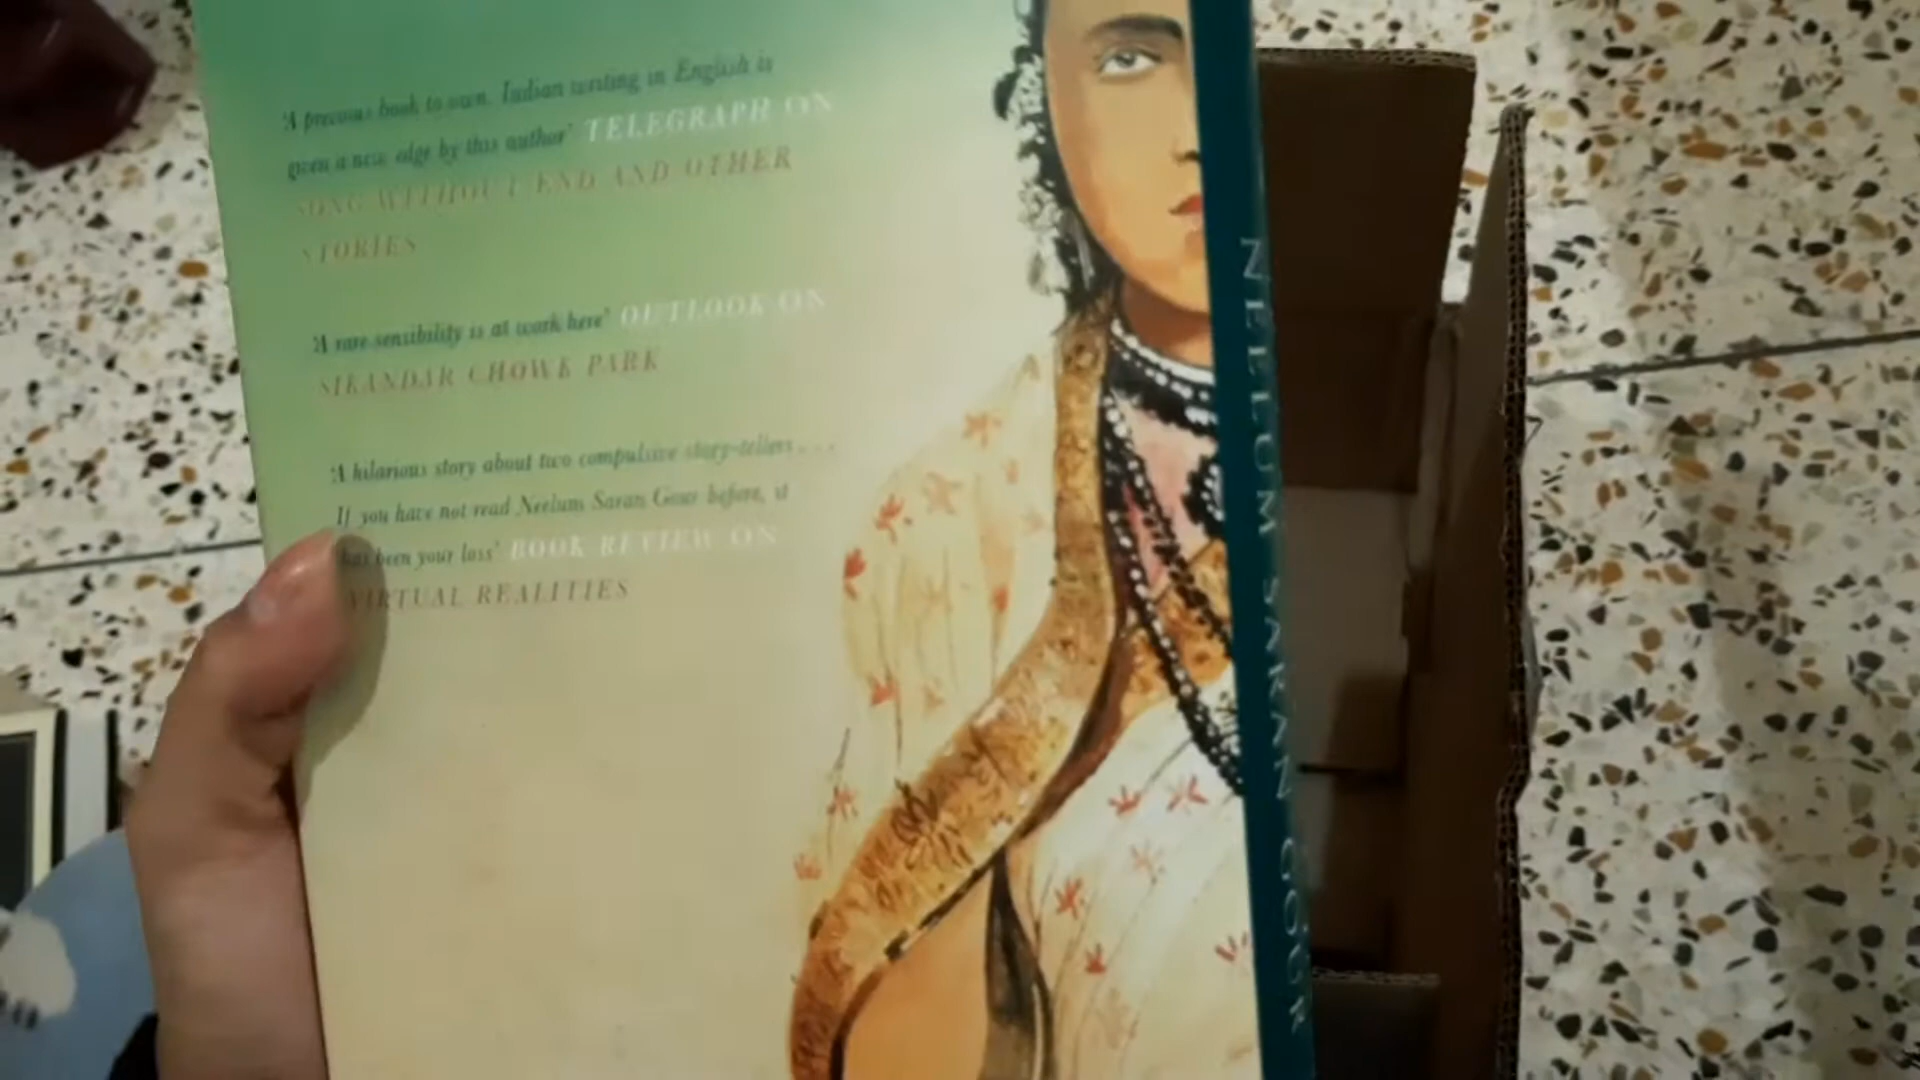 'A precious book to own. Indian writing in English is
given a new edge by this author' TELEGRAPH ON
SONG WITHOUT END AND OTHER
STORIES
'A rare sensibility is at work here' OUTLOOK ON
SIKANDAR CHOWK PARK
'A hilarious story about two compulsive story-tellers . . .
If you have not read Neelum Saran Gour before, it
has been your loss' BOOK REVIEW ON
VIRTUAL REALITIES
NEELUM SARAN GOUR